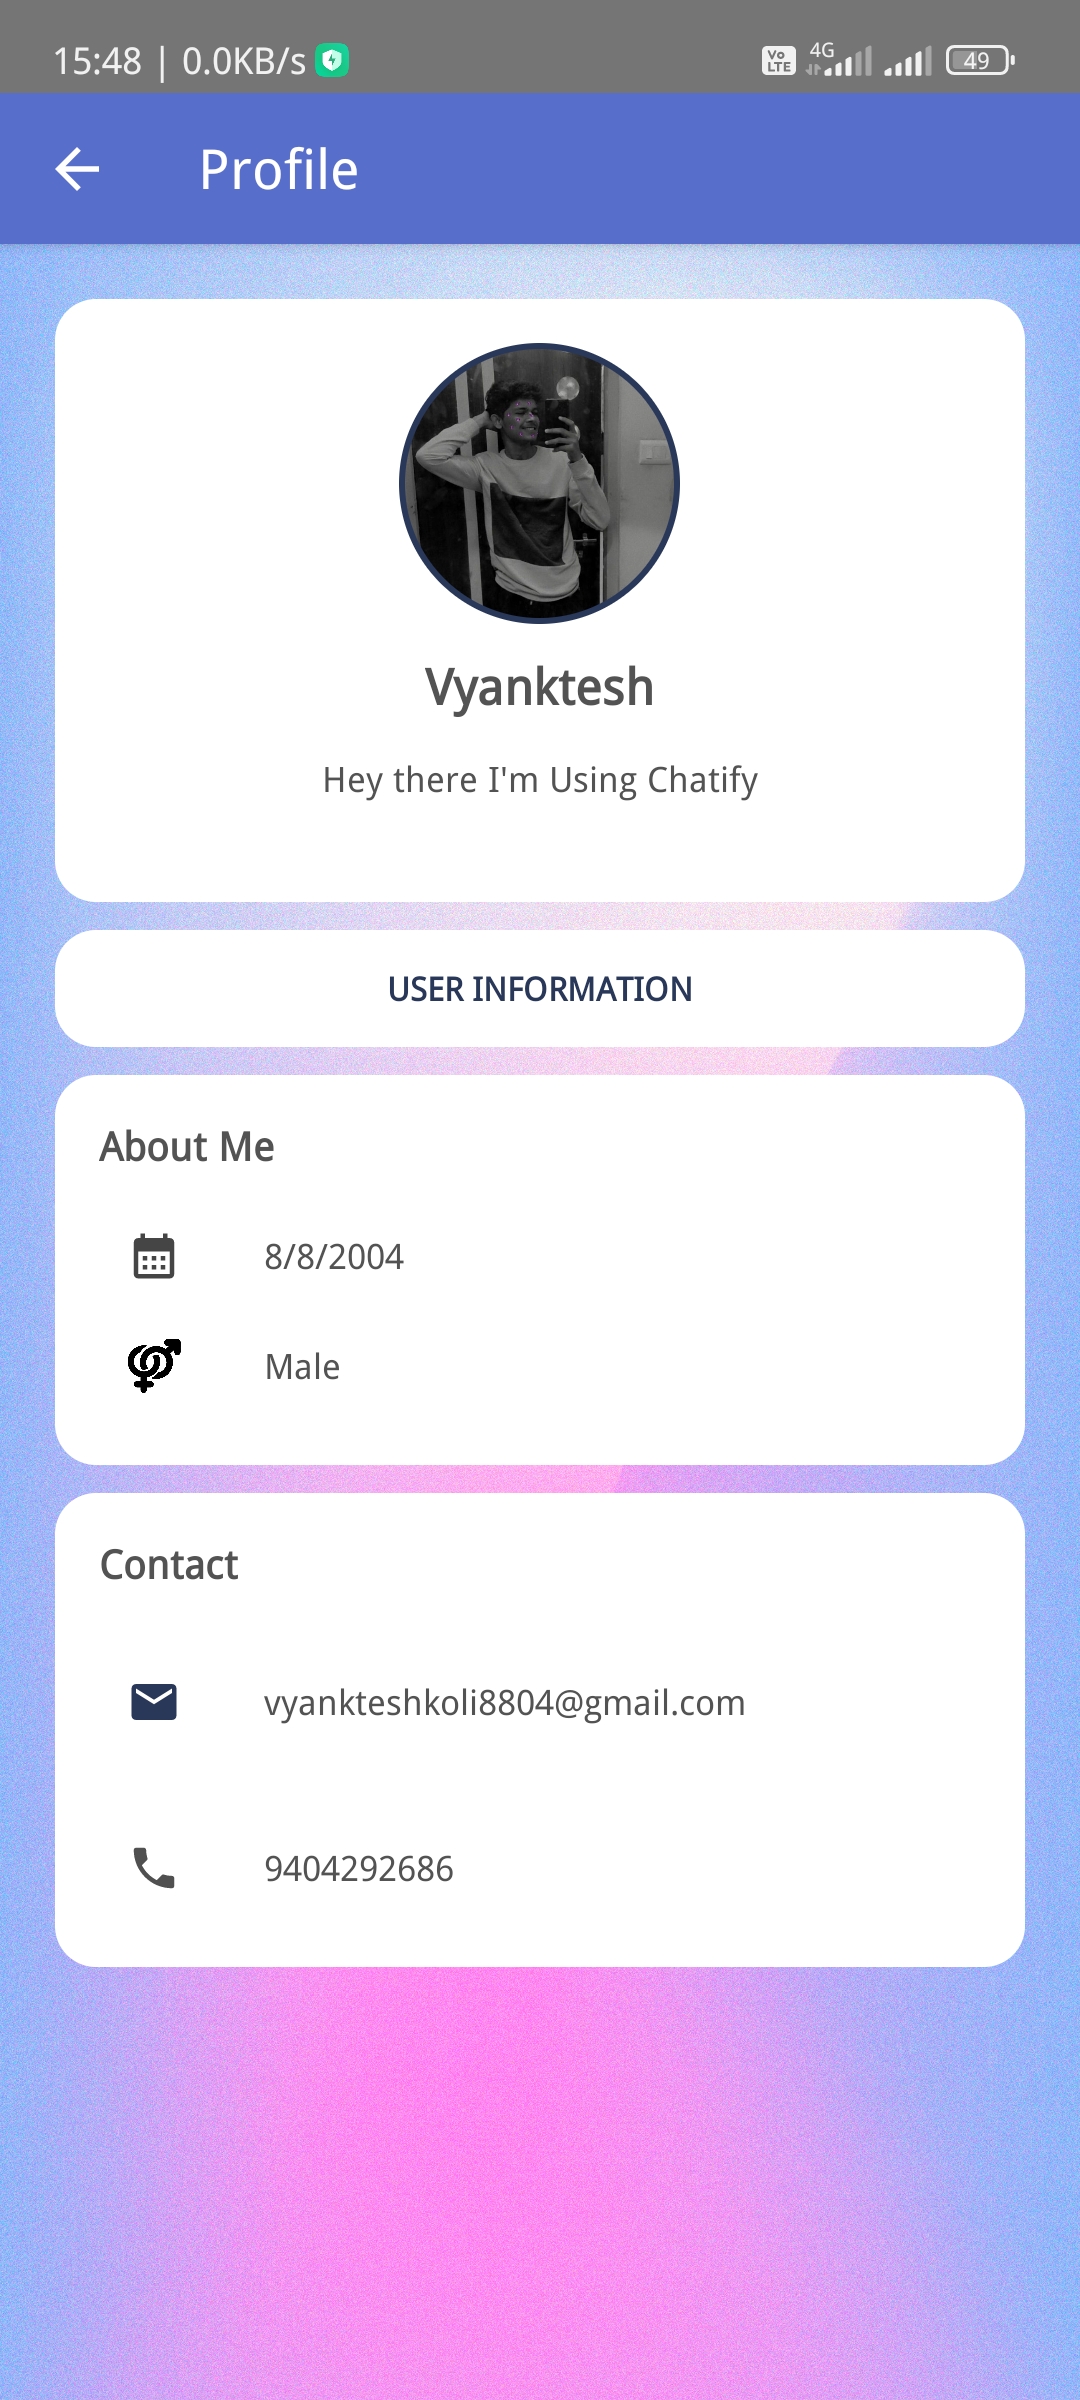 15:48 | 0.0KB/s Vo LTE 4G 49
Profile
Vyanktesh
Hey there I'm Using Chatify
USER INFORMATION
About Me
8/8/2004
Male
Contact
vyankteshkoli8804@gmail.com
9404292686